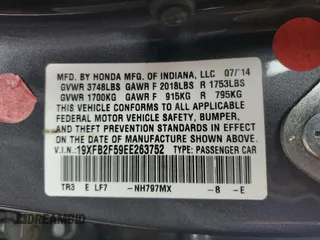 MFD. BY HONDA MFG. OF INDIANA, LLC 07/14
GVWR 3748LBS GAWR F 2018LBS R 1753LBS
GVWR 1700KG GAWR F 915KG R 795KG
THIS VEHICLE CONFORMS TO ALL APPLICABLE
FEDERAL MOTOR VEHICLE SAFETY, BUMPER,
AND THEFT PREVENTION STANDARDS IN EFFECT
ON THE DATE OF MANUFACTURE SHOWN ABOVE.
V.I.N.: 19XFB2F59EE263752 TYPE: PASSENGER CAR
TR3 E LF7 -NH797MX -B -E
IDREAMBID